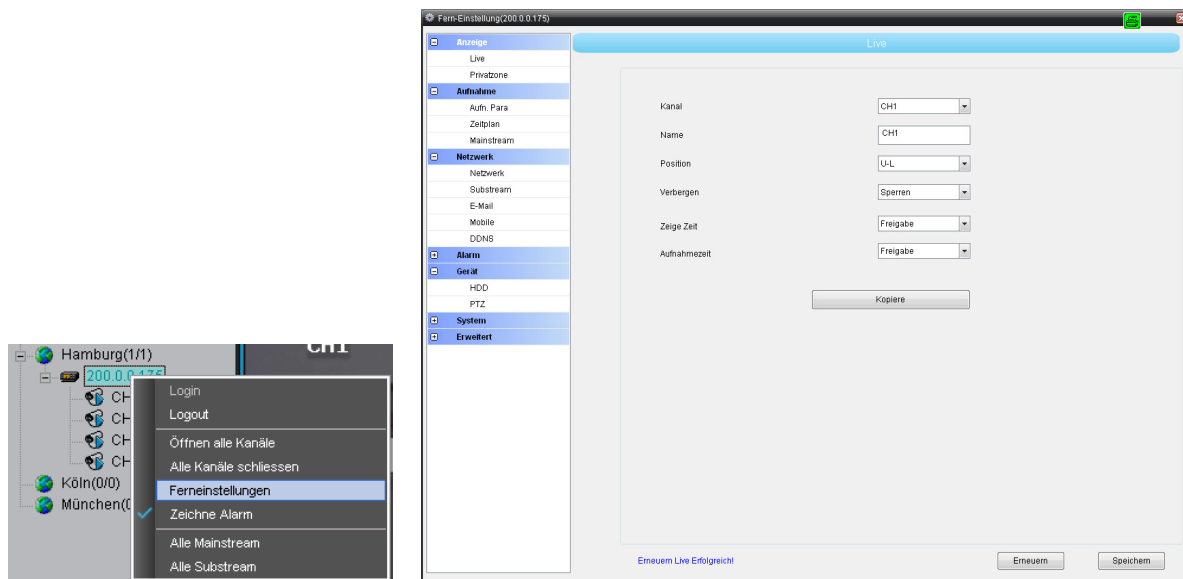 Hamburg(1/1)
200.0.0.175
CH
CH
CH
CH
Köln(0/0)
München(0
CH1
Login
Logout
Öffnen alle Kanäle
Alle Kanäle schliessen
Ferneinstellungen
Zeichne Alarm
Alle Mainstream
Alle Substream
Fern-Einstellung(200.0.0.175)
Anzeige
Live
Privatzone
Aufnahme
Aufn. Para
Zeitplan
Mainstream
Netzwerk
Netzwerk
Substream
E-Mail
Mobile
DDNS
Alarm
Gerät
HDD
PTZ
System
Erweitert
Live
Kanal CH1
Name CH1
Position U-L
Verbergen Sperren
Zeige Zeit Freigabe
Aufnahmezeit Freigabe
Kopiere
Erneuern Live Erfolgreich!
Erneuern Speichern